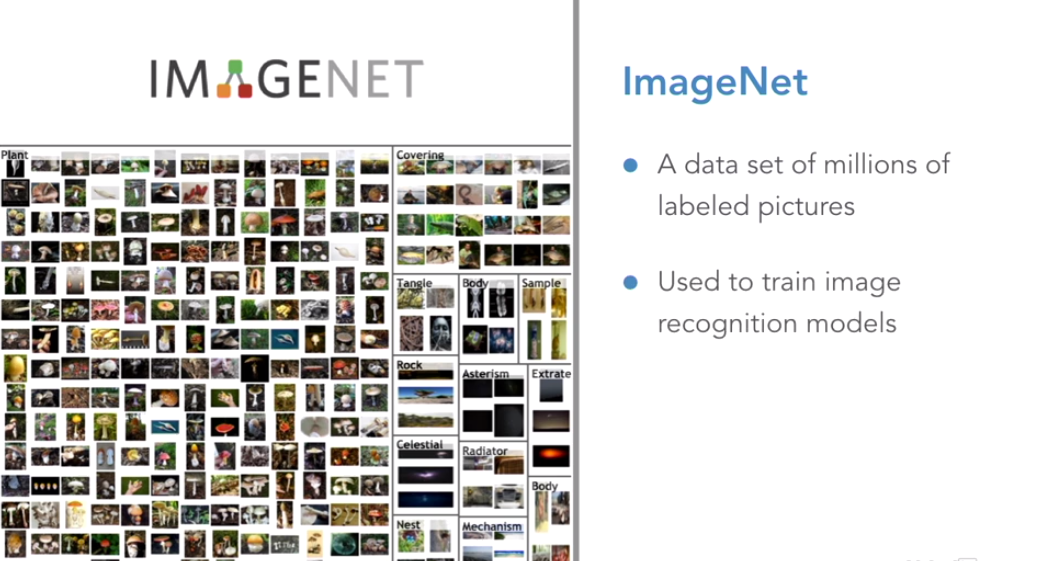 IMAGENET
Plant
Covering
Tangle
Body
Sample
Rock
Asterism
Extrate
Celestial
Radiator
Body
Nest
Mechanism
ImageNet
A data set of millions of
labeled pictures
Used to train image
recognition models